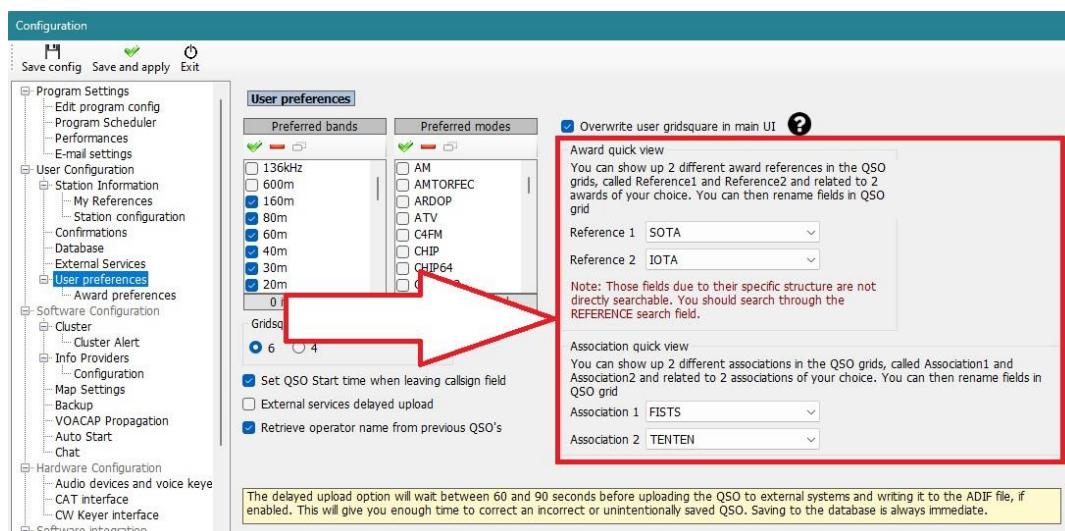 Configuration
Save config Save and apply Exit
Program Settings
Edit program config
Program Scheduler
Performances
E-mail settings
User Configuration
Station Information
My References
Station configuration
Confirmations
Database
External Services
User preferences
Award preferences
Software Configuration
Cluster
Cluster Alert
Info Providers
Configuration
Map Settings
Backup
VOACAP Propagation
Auto Start
Chat
Hardware Configuration
Audio devices and voice keye
CAT interface
CW Keyer interface
Software integration
User preferences
Preferred bands
136kHz
600m
160m
80m
60m
40m
30m
20m
Preferred modes
AM
AMTORFEC
ARDOP
ATV
C4FM
CHIP
CHIP64
6 4
Set QSO Start time when leaving callsign field
External services delayed upload
Retrieve operator name from previous QSO's
Overwrite user gridsquare in main UI ?
Award quick view
You can show up 2 different award references in the QSO
grids, called Reference1 and Reference2 and related to 2
awards of your choice. You can then rename fields in QSO
grid
Reference 1 SOTA
Reference 2 IOTA
Note: Those fields due to their specific structure are not
directly searchable. You should search through the
REFERENCE search field.
Association quick view
You can show up 2 different associations in the QSO grids, called Association1 and
Association2 and related to 2 associations of your choice. You can then rename fields in
QSO grid
Association 1 FISTS
Association 2 TENTEN
The delayed upload option will wait between 60 and 90 seconds before uploading the QSO to external systems and writing it to the ADIF file, if
enabled. This will give you enough time to correct an incorrect or unintentionally saved QSO. Saving to the database is always immediate.